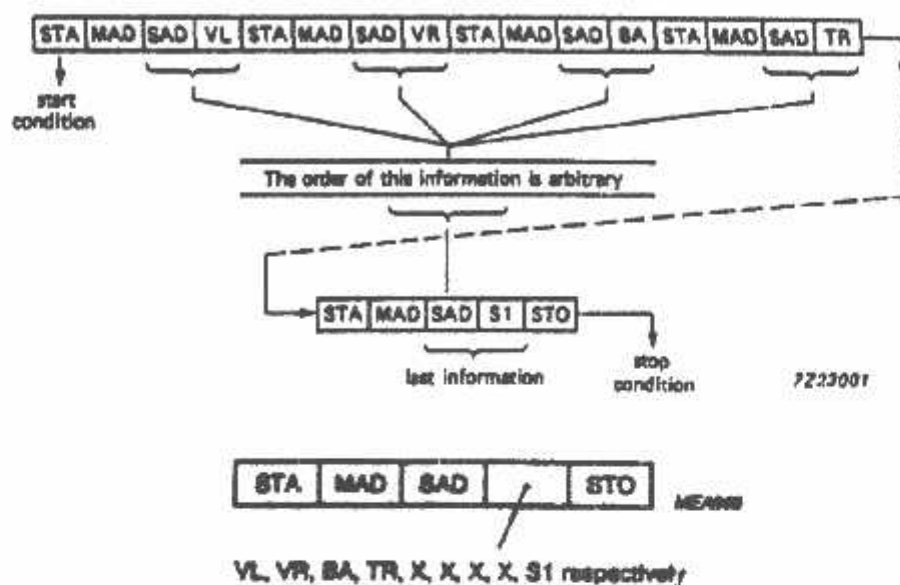 STA MAD SAD VL STA MAD SAD VR STA MAD SAD BA STA MAD SAD TR
start
condition
The order of this information is arbitrary
STA MAD SAD S1 STO
last information
stop
condition
7Z23001
STA MAD SAD STO
VL, VR, BA, TR, X, X, X, X, S1 respectively